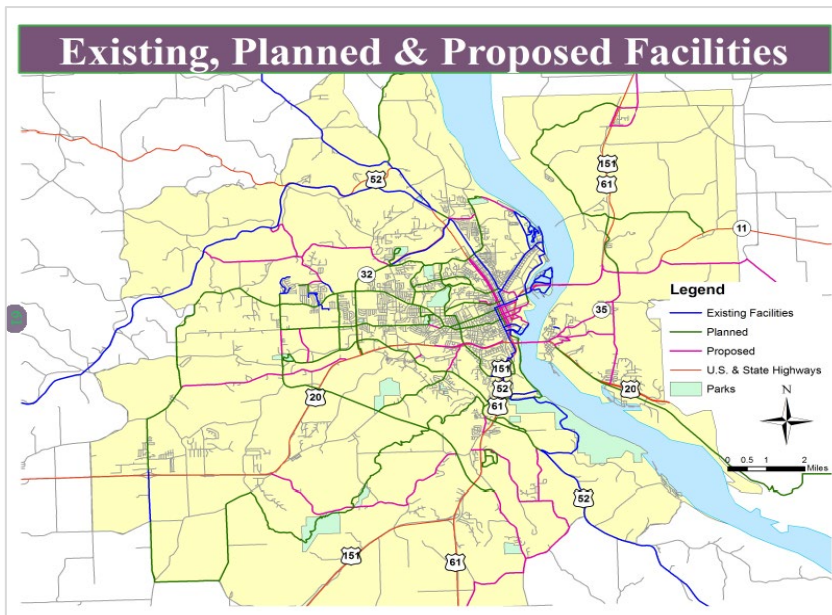 Existing, Planned & Proposed Facilities
52
151
61
11
32
35
Legend
Existing Facilities
Planned
Proposed
U.S. & State Highways
Parks
N
0 0.5 1 2
Miles
151
52
61
20
20
52
151
61